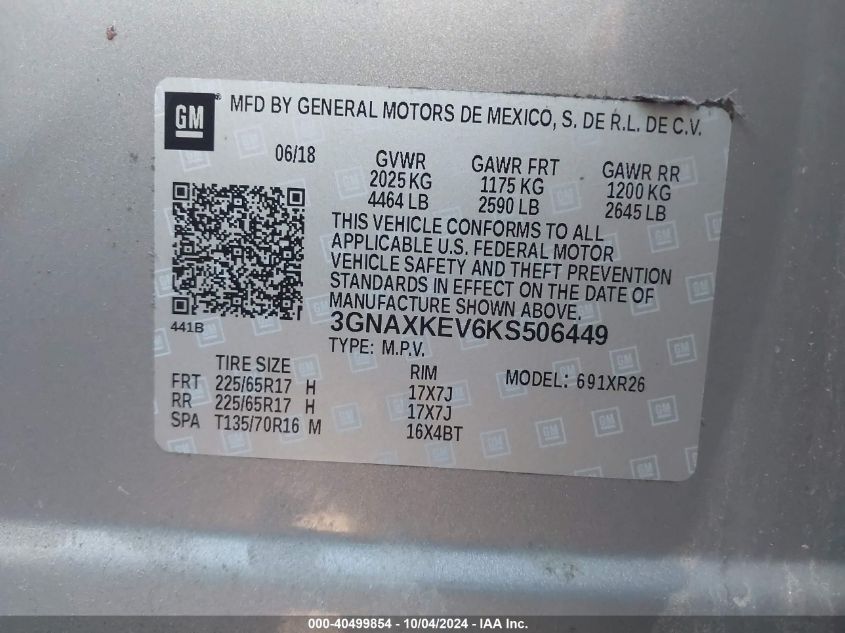 GM ® MFD BY GENERAL MOTORS DE MEXICO, S. DE R.L. DE C.V.
06/18 GVWR GAWR FRT GAWR RR
2025 KG 1175 KG 1200 KG
4464 LB 2590 LB 2645 LB
THIS VEHICLE CONFORMS TO ALL
APPLICABLE U.S. FEDERAL MOTOR
VEHICLE SAFETY AND THEFT PREVENTION
STANDARDS IN EFFECT ON THE DATE OF
MANUFACTURE SHOWN ABOVE.
441B 3GNAXKEV6KS506449
TYPE: M.P.V.
TIRE SIZE RIM MODEL: 691XR26
FRT 225/65R17 H 17X7J
RR 225/65R17 H 17X7J
SPA T135/70R16 M 16X4BT
000-40499854 - 10/04/2024 - IAA Inc.